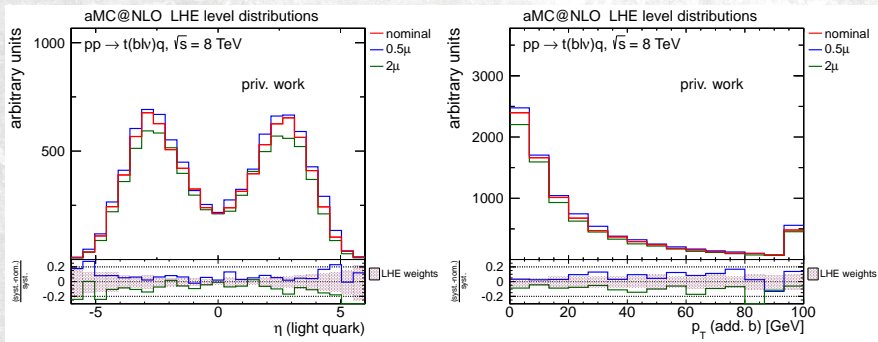 aMC@NLO LHE level distributions
arbitrary units
1000
500
pp → t(blν)q, √s = 8 TeV
priv. work
nominal
0.5μ
2μ
(syst.-nom.)
syst.
0.2
0
-0.2
LHE weights
-5
0
5
η (light quark)
aMC@NLO LHE level distributions
arbitrary units
3000
2000
1000
pp → t(blν)q, √s = 8 TeV
priv. work
nominal
0.5μ
2μ
(syst.-nom.)
syst.
0.2
0
-0.2
LHE weights
0
20
40
60
80
100
p_T (add. b) [GeV]